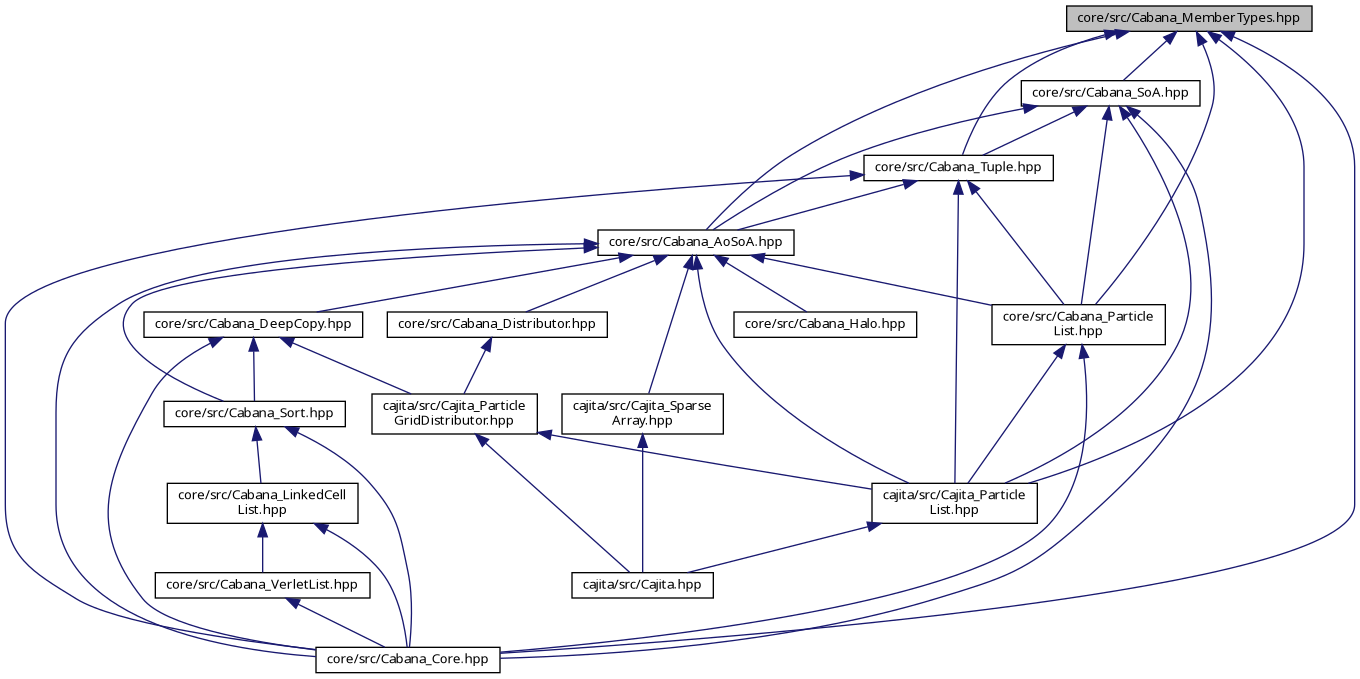 core/src/Cabana_MemberTypes.hpp
core/src/Cabana_SoA.hpp
core/src/Cabana_Tuple.hpp
core/src/Cabana_AoSoA.hpp
core/src/Cabana_DeepCopy.hpp
core/src/Cabana_Distributor.hpp
core/src/Cabana_Halo.hpp
core/src/Cabana_Particle
List.hpp
core/src/Cabana_Sort.hpp
cajita/src/Cajita_Particle
GridDistributor.hpp
cajita/src/Cajita_Sparse
Array.hpp
core/src/Cabana_LinkedCell
List.hpp
cajita/src/Cajita_Particle
List.hpp
core/src/Cabana_VerletList.hpp
cajita/src/Cajita.hpp
core/src/Cabana_Core.hpp